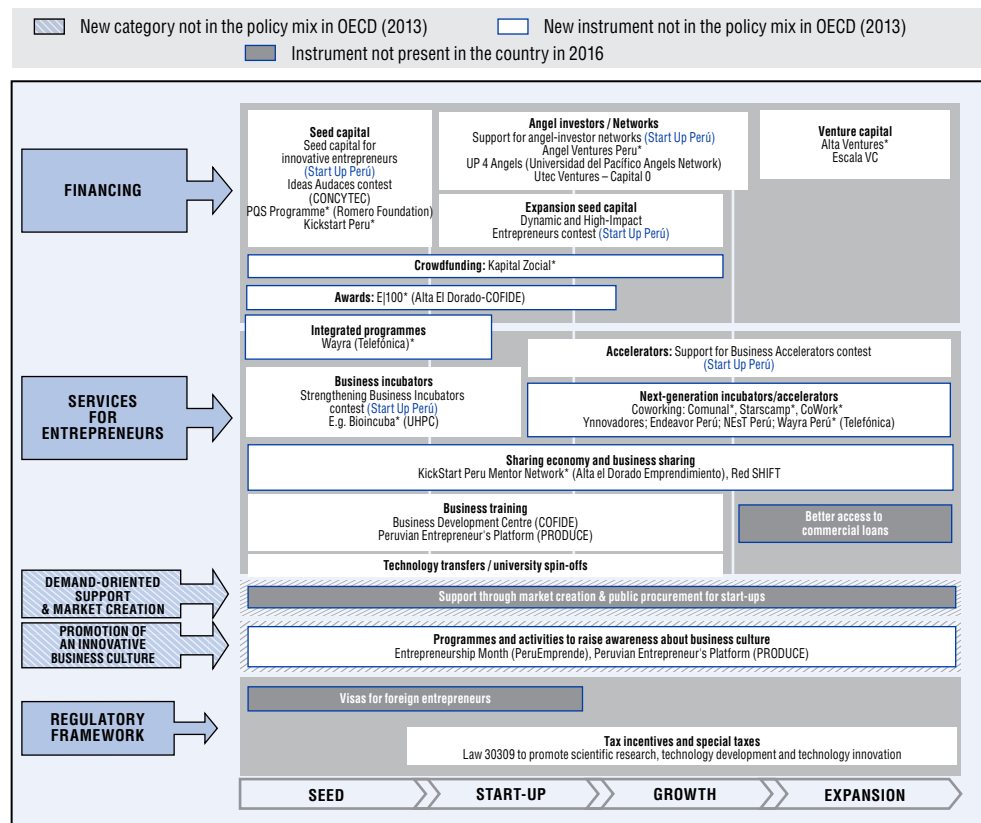 New category not in the policy mix in OECD (2013)
New instrument not in the policy mix in OECD (2013)
Instrument not present in the country in 2016
FINANCING
Seed capital
Seed capital for
innovative entrepreneurs
(Start Up Perú)
Ideas Audaces contest
(CONCYTEC)
PQS Programme* (Romero Foundation)
Kickstart Peru*
Angel investors / Networks
Support for angel-investor networks (Start Up Perú)
Angel Ventures Peru*
UP 4 Angels (Universidad del Pacífico Angels Network)
Utec Ventures – Capital 0
Venture capital
Alta Ventures*
Escala VC
Expansion seed capital
Dynamic and High-Impact
Entrepreneurs contest (Start Up Perú)
Crowdfunding: Kapital Zocial*
Awards: E|100* (Alta El Dorado-COFIDE)
SERVICES
FOR
ENTREPRENEURS
Integrated programmes
Wayra (Telefónica)*
Accelerators: Support for Business Accelerators contest
(Start Up Perú)
Business incubators
Strengthening Business Incubators
contest (Start Up Perú)
E.g. Bioincuba* (UHPC)
Next-generation incubators/accelerators
Coworking: Comunal*, Starscamp*, CoWork*
Ynnovadores; Endeavor Perú; NEsT Perú; Wayra Perú* (Telefónica)
Sharing economy and business sharing
KickStart Peru Mentor Network* (Alta el Dorado Emprendimiento), Red SHIFT
Business training
Business Development Centre (COFIDE)
Peruvian Entrepreneur's Platform (PRODUCE)
Better access to
commercial loans
Technology transfers / university spin-offs
DEMAND-ORIENTED
SUPPORT
& MARKET CREATION
Support through market creation & public procurement for start-ups
PROMOTION OF
AN INNOVATIVE
BUSINESS CULTURE
Programmes and activities to raise awareness about business culture
Entrepreneurship Month (PeruEmprende), Peruvian Entrepreneur's Platform (PRODUCE)
REGULATORY
FRAMEWORK
Visas for foreign entrepreneurs
Tax incentives and special taxes
Law 30309 to promote scientific research, technology development and technology innovation
SEED
START-UP
GROWTH
EXPANSION